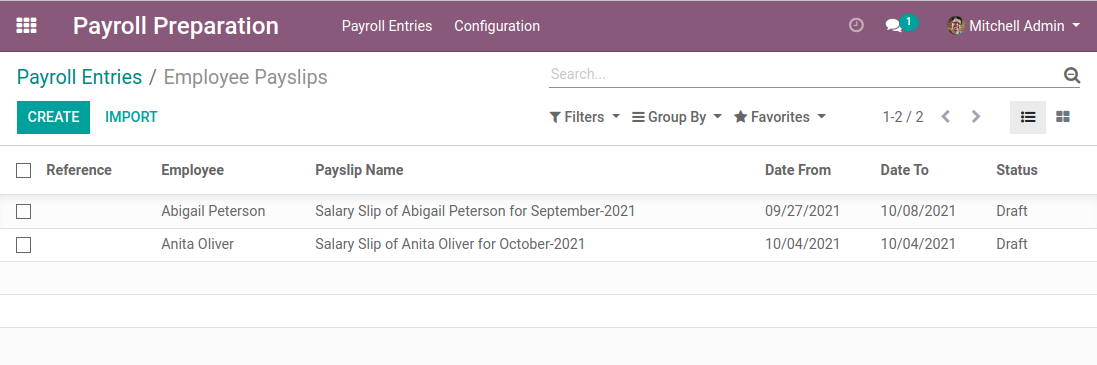 Payroll Preparation Payroll Entries Configuration 1 Mitchell Admin
Payroll Entries / Employee Payslips Search...
CREATE IMPORT Filters Group By Favorites 1-2 / 2
Reference Employee Payslip Name Date From Date To Status
Abigail Peterson Salary Slip of Abigail Peterson for September-2021 09/27/2021 10/08/2021 Draft
Anita Oliver Salary Slip of Anita Oliver for October-2021 10/04/2021 10/04/2021 Draft